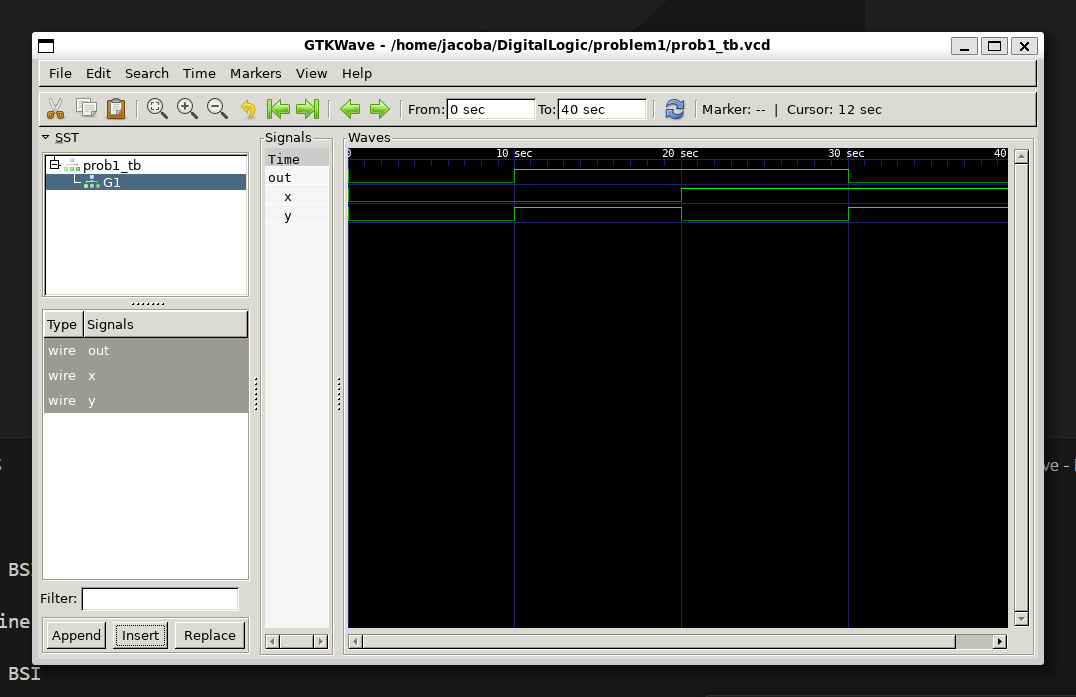 GTKWave - /home/jacoba/DigitalLogic/problem1/prob1_tb.vcd
File Edit Search Time Markers View Help
From: 0 sec To: 40 sec Marker: -- | Cursor: 12 sec
SST
prob1_tb
G1
Type Signals
wire out
wire x
wire y
Filter:
Append Insert Replace
Signals
Time
out
x
y
Waves
0 10 sec 20 sec 30 sec 40
ve -
BSI
ine
BSI